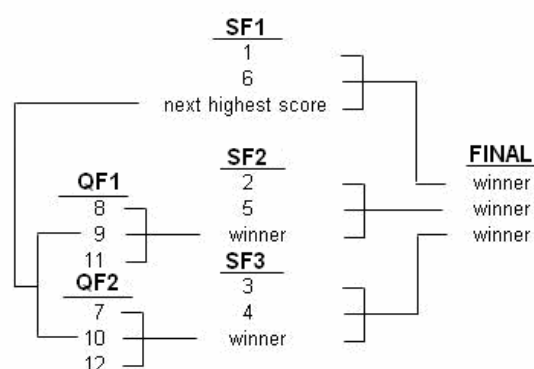 SF1
1
6
next highest score
SF2
2
5
winner
SF3
3
4
winner
QF1
8
9
11
QF2
7
10
12
FINAL
winner
winner
winner